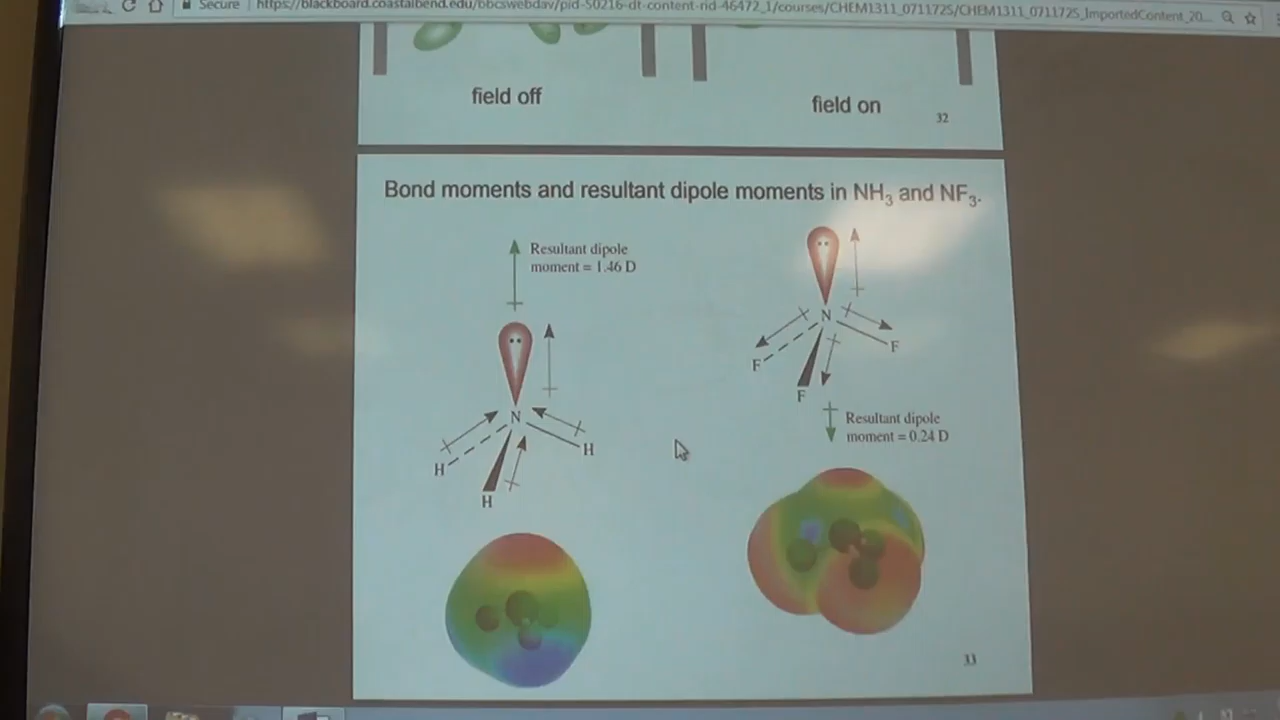 Secure https://blackboard.coastalbend.edu/bbcswebdav/pid-50216-dt-content-rid-46472_1/courses/CHEM1311_071172S/CHEM1311_071172S_ImportedContent_20...
field off
field on
32
Bond moments and resultant dipole moments in NH₃ and NF₃.
Resultant dipole
moment = 1.46 D
N
H
H
H
N
F
F
F
Resultant dipole
moment = 0.24 D
33